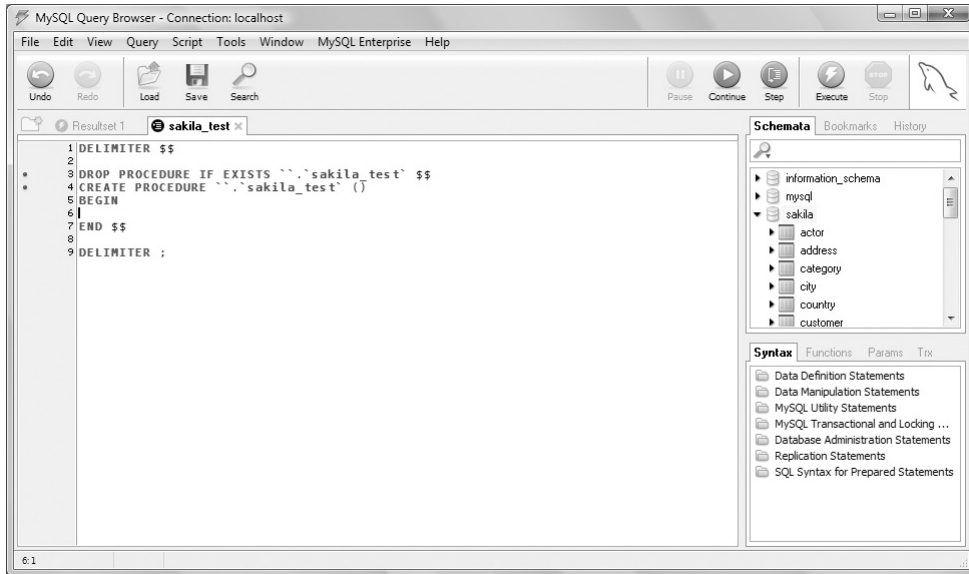 MySQL Query Browser - Connection: localhost
File Edit View Query Script Tools Window MySQL Enterprise Help
Undo Redo Load Save Search Pause Continue Step Execute Stop
STOP
Resultset 1 sakila_test
Schemata Bookmarks History
1 DELIMITER $$
2
3 DROP PROCEDURE IF EXISTS ``.`sakila_test` $$
4 CREATE PROCEDURE ``.`sakila_test` ()
5 BEGIN
6
7 END $$
8
9 DELIMITER ;
information_schema
mysql
sakila
actor
address
category
city
country
customer
Syntax Functions Params Trx
Data Definition Statements
Data Manipulation Statements
MySQL Utility Statements
MySQL Transactional and Locking ...
Database Administration Statements
Replication Statements
SQL Syntax for Prepared Statements
6:1